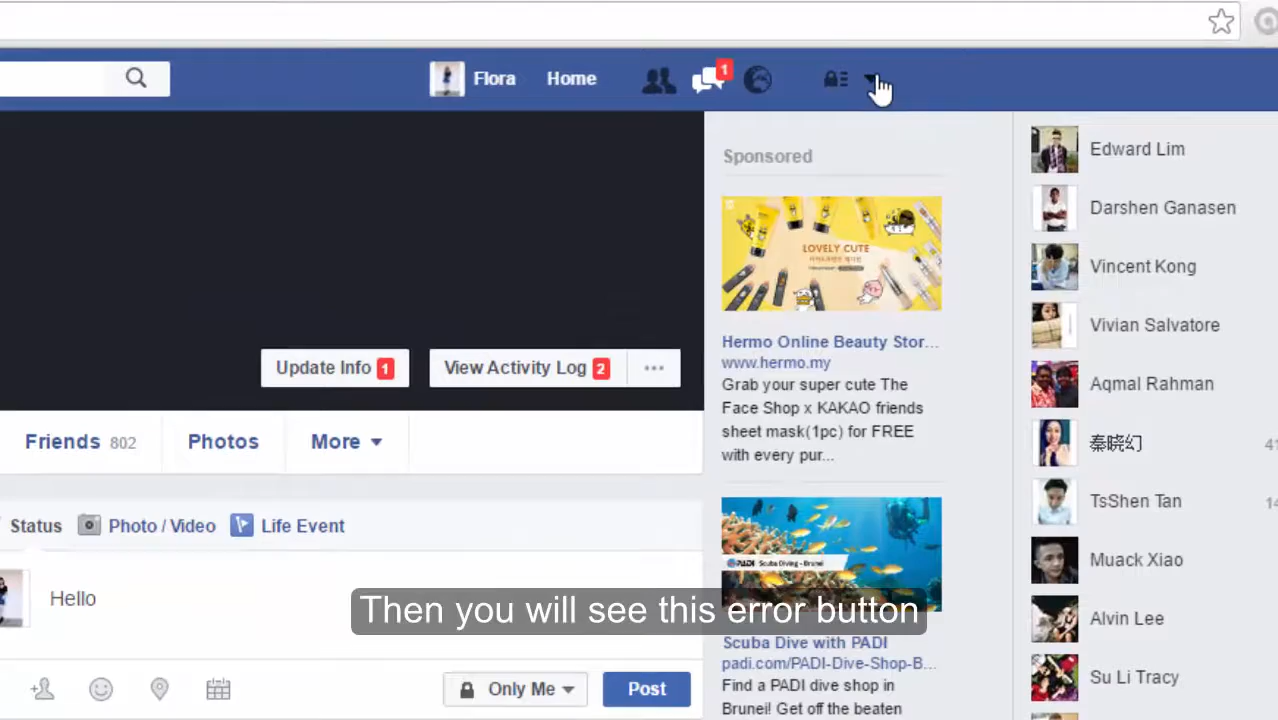 Flora
Home
1
Sponsored
LOVELY CUTE
Hermo Online Beauty Stor...
www.hermo.my
Grab your super cute The
Face Shop x KAKAO friends
sheet mask(1pc) for FREE
with every pur...
Update Info 1
View Activity Log 2
Friends 802
Photos
More
Status
Photo / Video
Life Event
Hello
PADI Scuba Diving - Brunei
Then you will see this error button
Scuba Dive with PADI
padi.com/PADI-Dive-Shop-B...
Find a PADI dive shop in
Brunei! Get off the beaten
Only Me
Post
Edward Lim
Darshen Ganasen
Vincent Kong
Vivian Salvatore
Aqmal Rahman
秦晓幻
TsShen Tan
Muack Xiao
Alvin Lee
Su Li Tracy